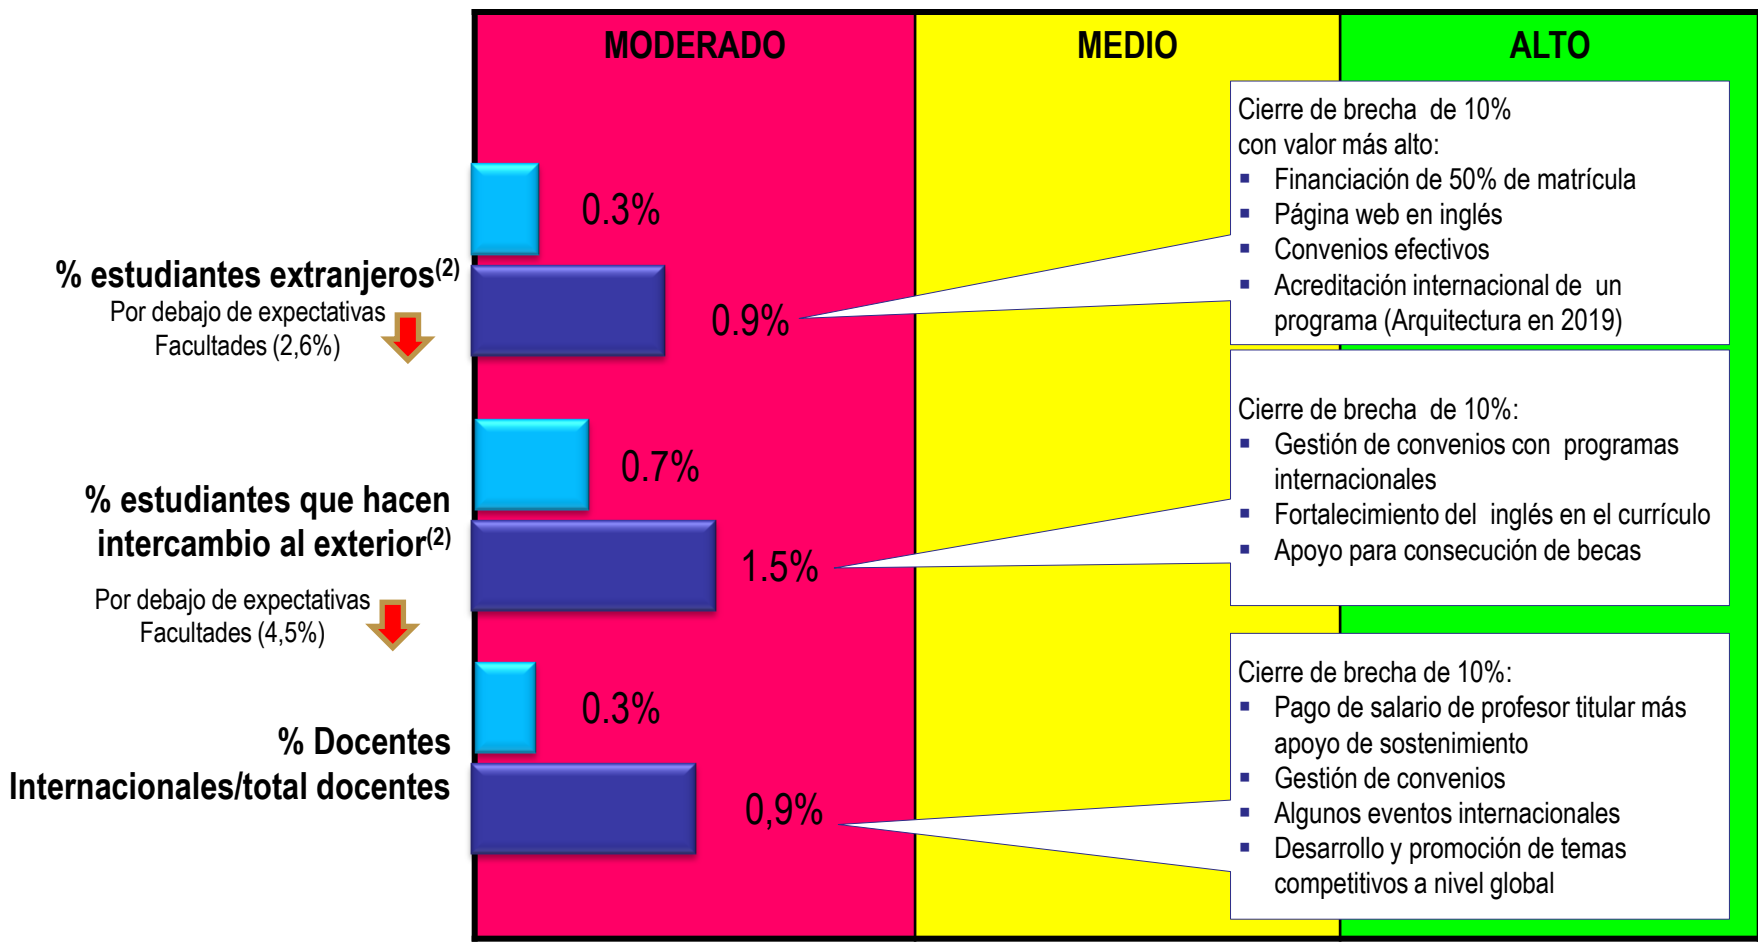 MODERADO
MEDIO
ALTO
% estudiantes extranjeros(2)
Por debajo de expectativas
Facultades (2,6%)
0.3%
0.9%
Cierre de brecha de 10%
con valor más alto:
▪ Financiación de 50% de matrícula
▪ Página web en inglés
▪ Convenios efectivos
▪ Acreditación internacional de un
programa (Arquitectura en 2019)
% estudiantes que hacen
intercambio al exterior(2)
Por debajo de expectativas
Facultades (4,5%)
0.7%
1.5%
Cierre de brecha de 10%:
▪ Gestión de convenios con programas
internacionales
▪ Fortalecimiento del inglés en el currículo
▪ Apoyo para consecución de becas
% Docentes
Internacionales/total docentes
0.3%
0,9%
Cierre de brecha de 10%:
▪ Pago de salario de profesor titular más
apoyo de sostenimiento
▪ Gestión de convenios
▪ Algunos eventos internacionales
▪ Desarrollo y promoción de temas
competitivos a nivel global